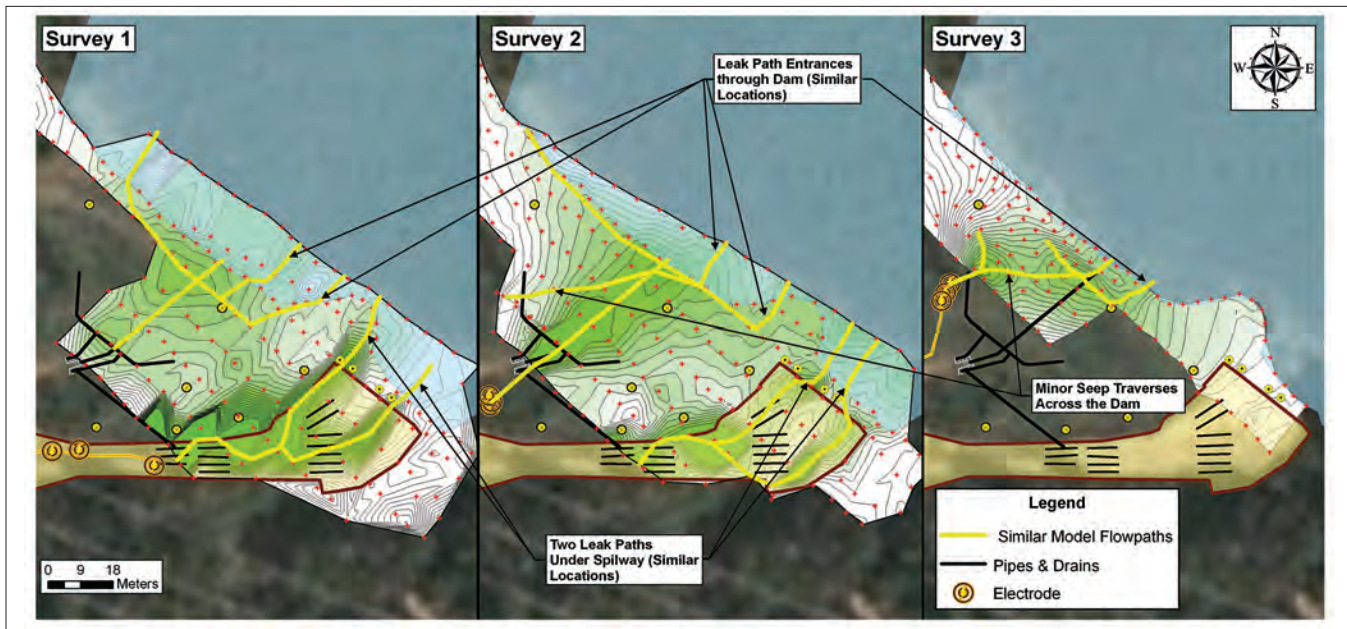 Survey 1
Survey 2
Survey 3
N
W
E
S
Leak Path Entrances
through Dam (Similar
Locations)
Minor Seep Traverses
Across the Dam
Two Leak Paths
Under Spilway (Similar
Locations)
0 9 18
Meters
Legend
Similar Model Flowpaths
Pipes & Drains
Electrode